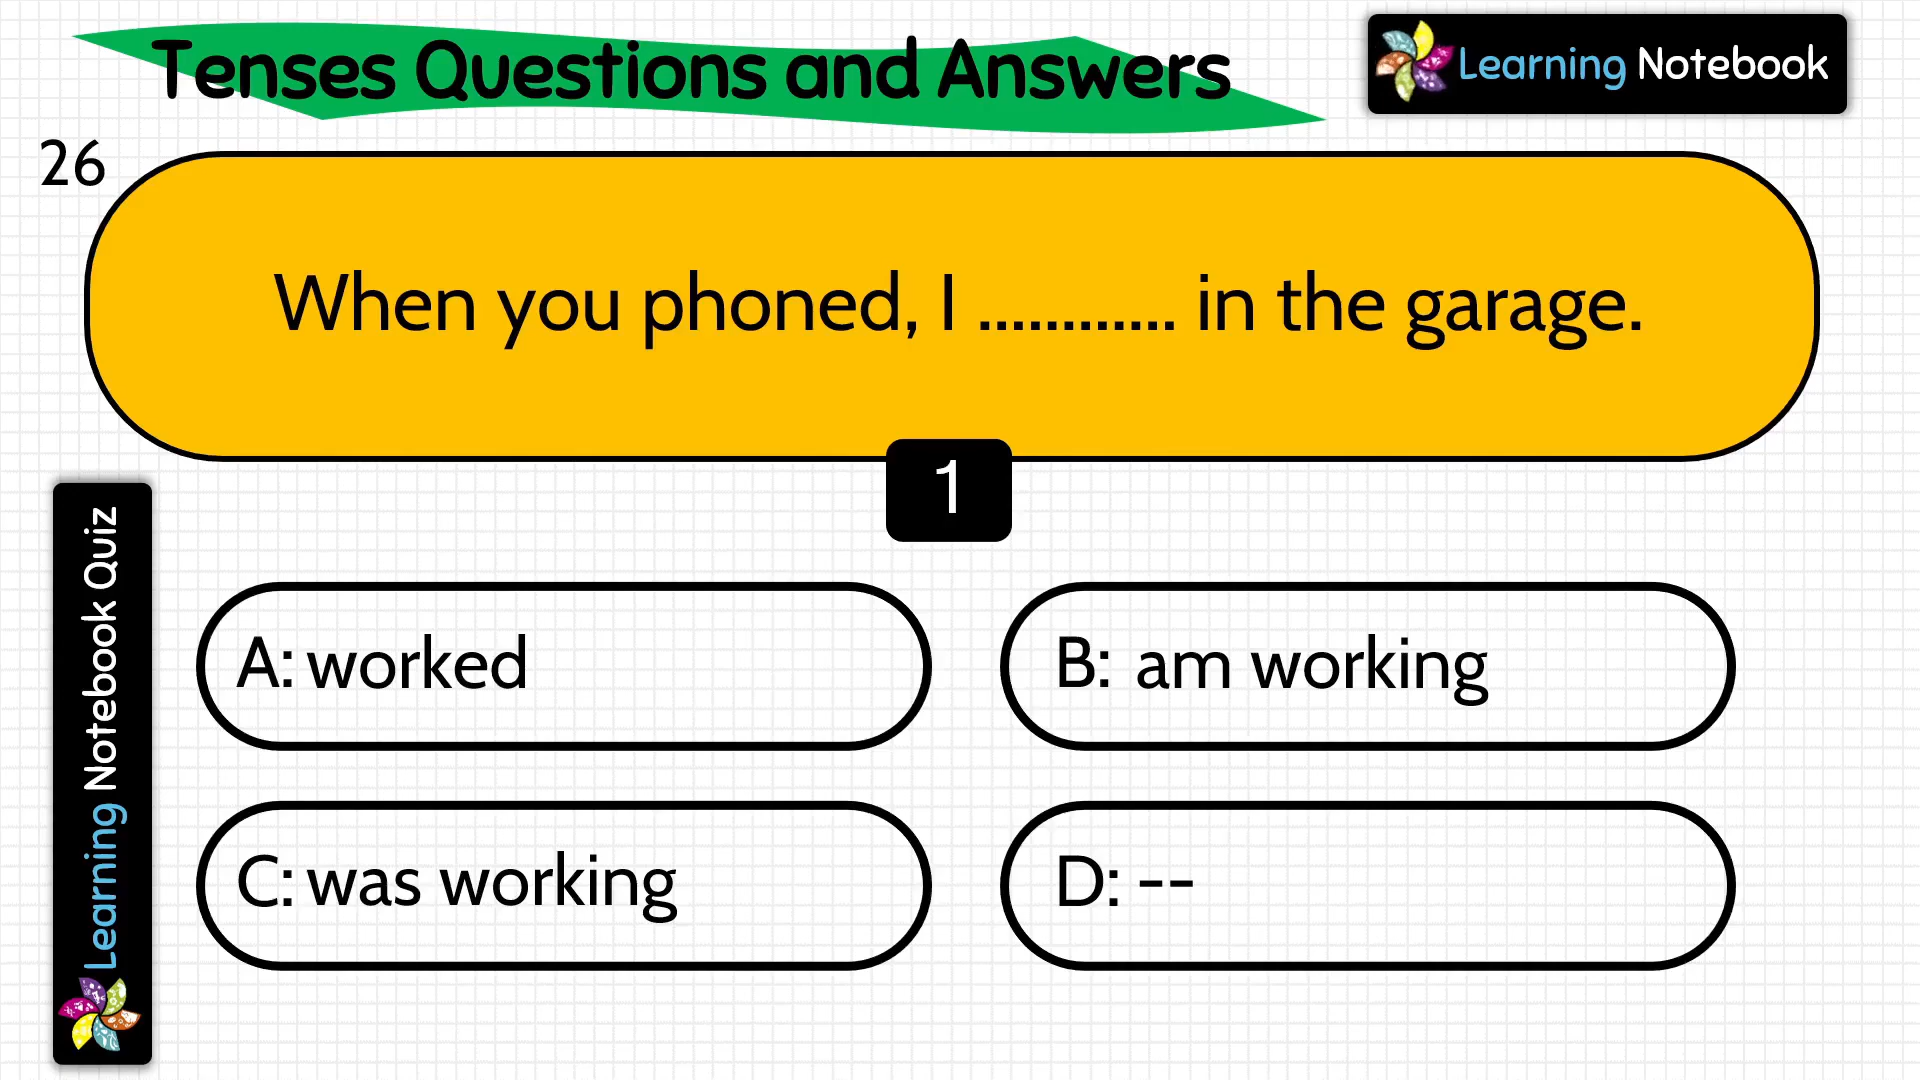 Tenses Questions and Answers
Learning Notebook
26
When you phoned, I ............ in the garage.
1
A: worked
B: am working
C: was working
D: --
Learning Notebook Quiz